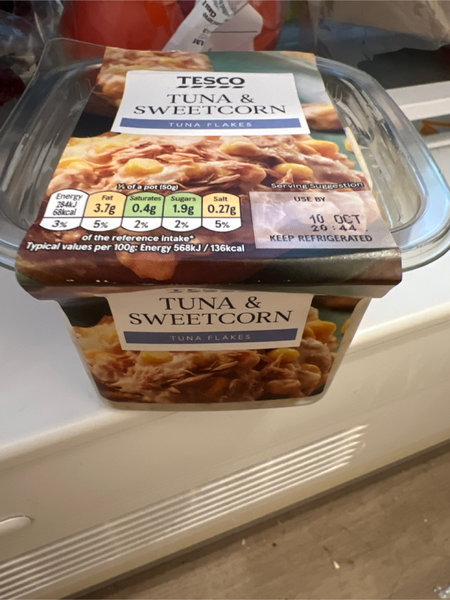 TESCO
TUNA &
SWEETCORN
TUNA FLAKES
Serving Suggestion
¼ of a pot (50g)
Energy Fat Saturates Sugars Salt
284kJ
68kcal 3.7g 0.4g 1.9g 0.27g
3% 5% 2% 2% 5%
of the reference intake*
Typical values per 100g: Energy 568kJ / 136kcal
USE BY
10 OCT
20:44
KEEP REFRIGERATED
TUNA &
SWEETCORN
TUNA FLAKES